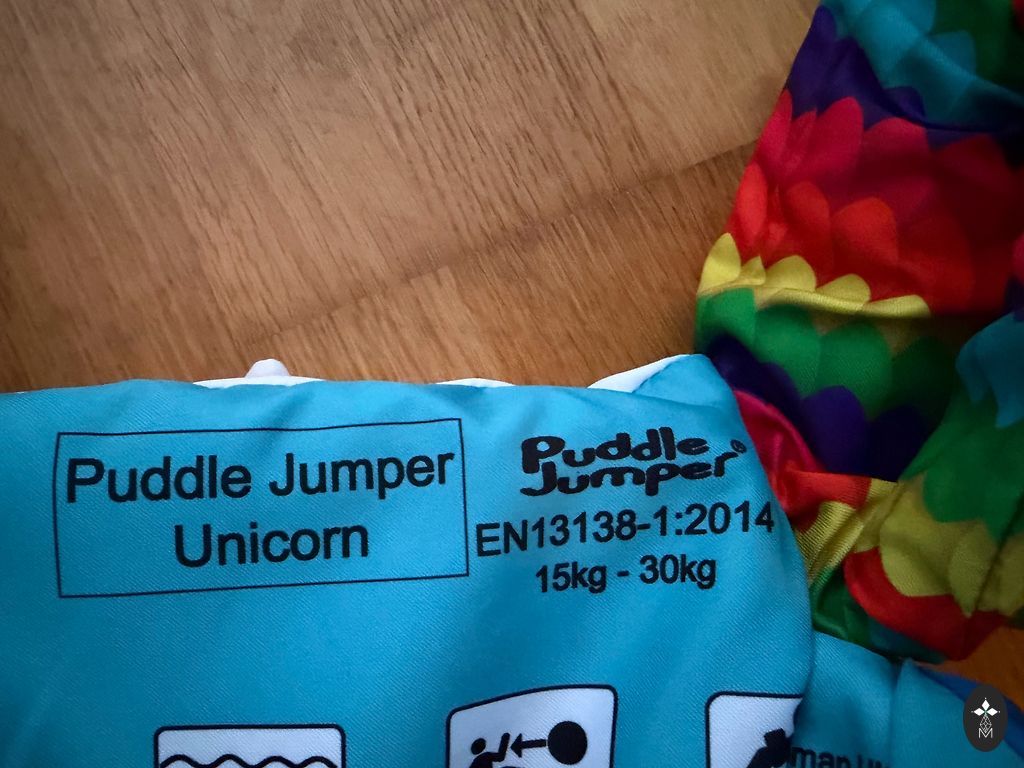 Puddle Jumper
Unicorn
Puddle
Jumper®
EN13138-1:2014
15kg - 30kg